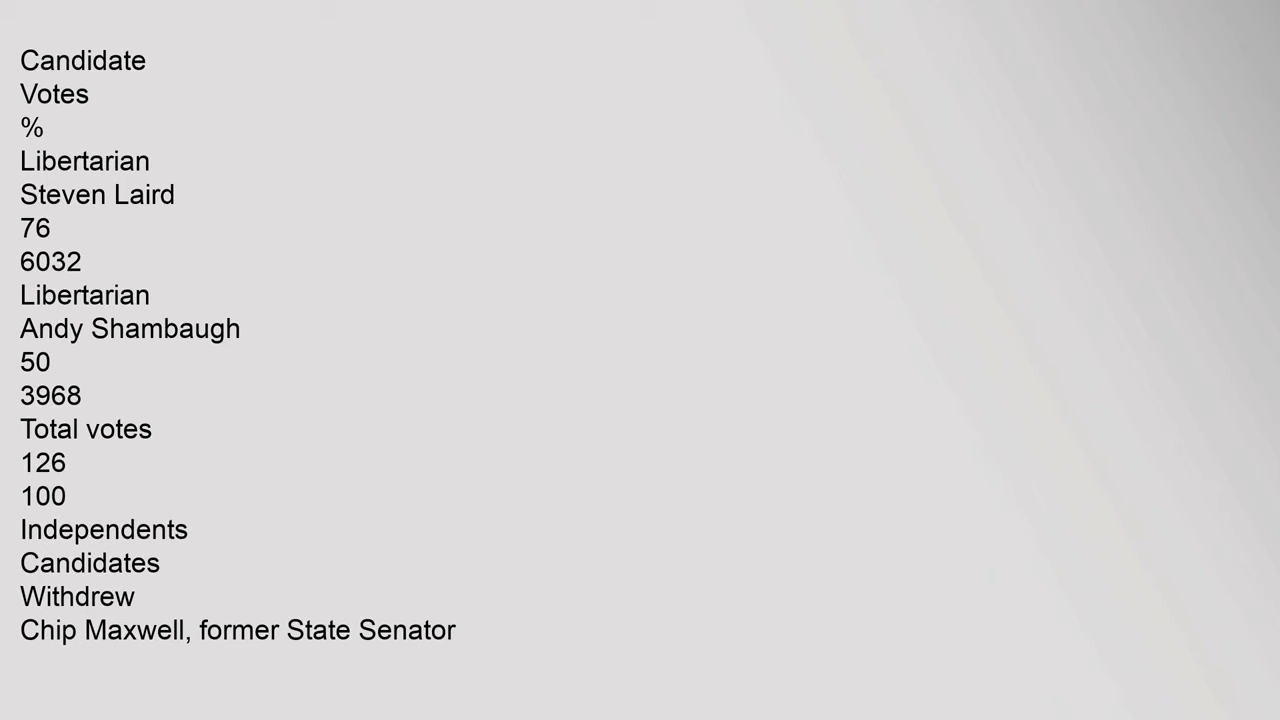 Candidate
Votes
%
Libertarian
Steven Laird
76
6032
Libertarian
Andy Shambaugh
50
3968
Total votes
126
100
Independents
Candidates
Withdrew
Chip Maxwell, former State Senator